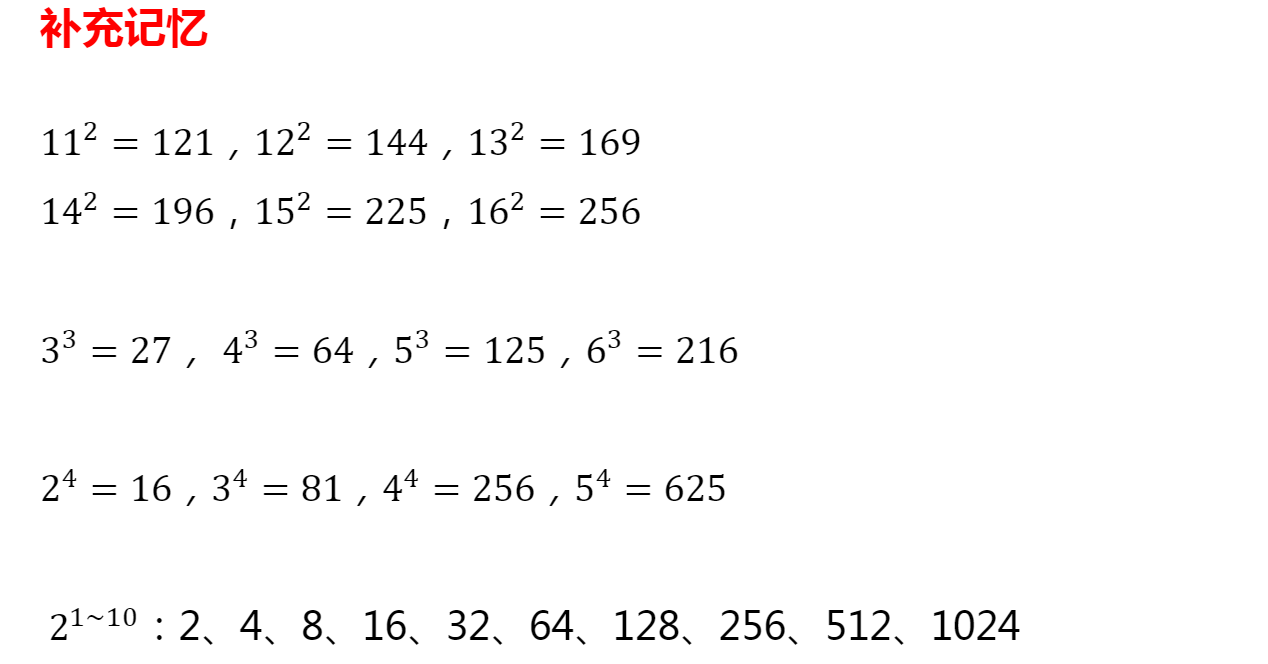 补充记忆
11² = 121，12² = 144，13² = 169
14² = 196，15² = 225，16² = 256
3³ = 27，4³ = 64，5³ = 125，6³ = 216
2⁴ = 16，3⁴ = 81，4⁴ = 256，5⁴ = 625
2¹~¹⁰：2、4、8、16、32、64、128、256、512、1024